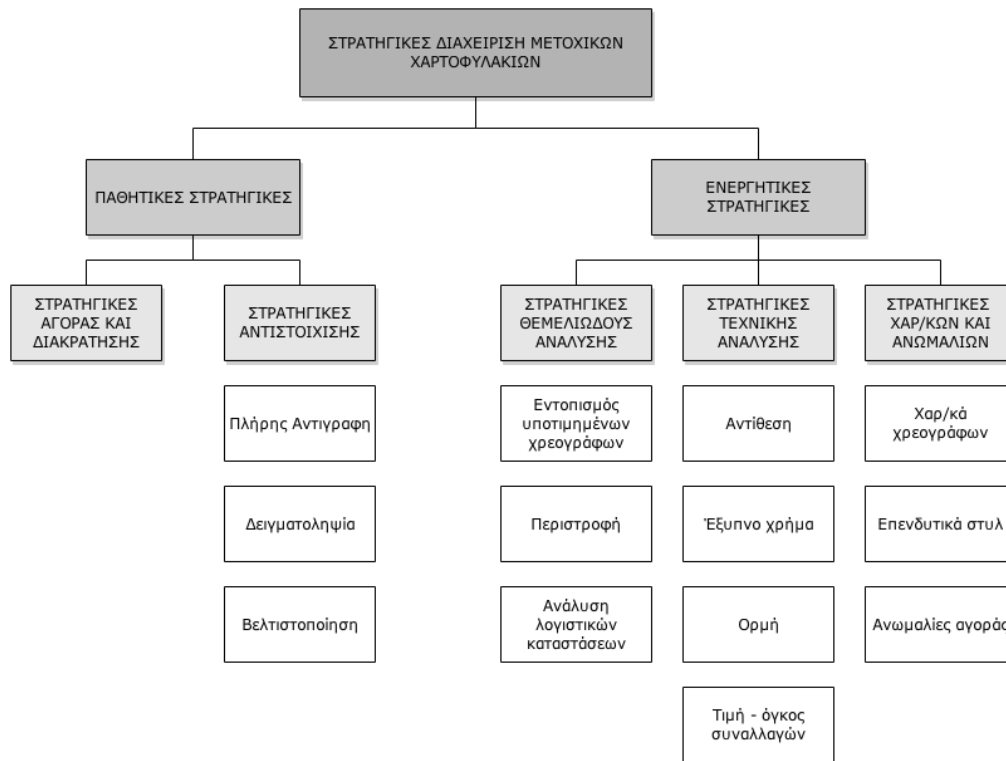 ΣΤΡΑΤΗΓΙΚΕΣ ΔΙΑΧΕΙΡΙΣΗ ΜΕΤΟΧΙΚΩΝ
ΧΑΡΤΟΦΥΛΑΚΙΩΝ
ΠΑΘΗΤΙΚΕΣ ΣΤΡΑΤΗΓΙΚΕΣ
ΕΝΕΡΓΗΤΙΚΕΣ
ΣΤΡΑΤΗΓΙΚΕΣ
ΣΤΡΑΤΗΓΙΚΕΣ
ΑΓΟΡΑΣ ΚΑΙ
ΔΙΑΚΡΑΤΗΣΗΣ
ΣΤΡΑΤΗΓΙΚΕΣ
ΑΝΤΙΣΤΟΙΧΙΣΗΣ
ΣΤΡΑΤΗΓΙΚΕΣ
ΘΕΜΕΛΙΩΔΟΥΣ
ΑΝΑΛΥΣΗΣ
ΣΤΡΑΤΗΓΙΚΕΣ
ΤΕΧΝΙΚΗΣ
ΑΝΑΛΥΣΗΣ
ΣΤΡΑΤΗΓΙΚΕΣ
ΧΑΡ/ΚΩΝ ΚΑΙ
ΑΝΩΜΑΛΙΩΝ
Πλήρης Αντιγραφη
Εντοπισμός
υποτιμημένων
χρεογράφων
Αντίθεση
Χαρ/κά
χρεογράφων
Δειγματοληψία
Περιστροφή
Έξυπνο χρήμα
Επενδυτικά στυλ
Βελτιστοποίηση
Ανάλυση
λογιστικών
καταστάσεων
Ορμή
Ανωμαλίες αγοράς
Τιμή - όγκος
συναλλαγών